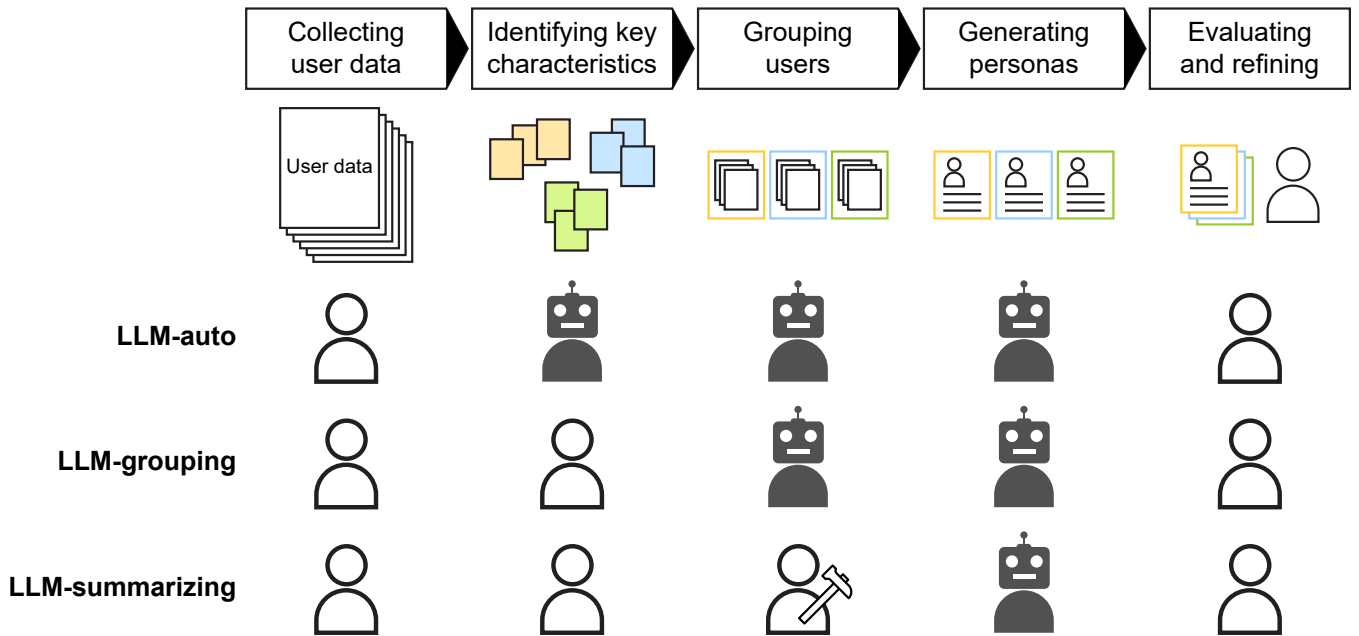 Collecting
user data
Identifying key
characteristics
Grouping
users
Generating
personas
Evaluating
and refining
User data
LLM-auto
LLM-grouping
LLM-summarizing